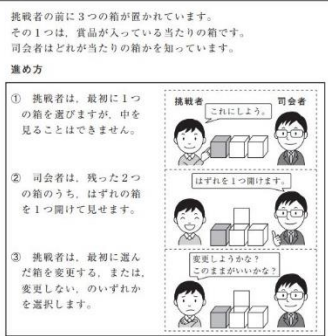 挑戦者の前に３つの箱が置かれています。
その１つは、賞品が入っている当たりの箱です。
司会者はどれが当たりの箱かを知っています。
進め方
① 挑戦者は、最初に１つ
の箱を選びますが、中を
見ることはできません。
挑戦者
司会者
これにしよう。
② 司会者は、残った２つ
の箱のうち、はずれの箱
を１つ開けて見せます。
はずれを１つ開けます。
③ 挑戦者は、最初に選ん
だ箱を変更する、または、
変更しない、のいずれか
を選択します。
変更しようかな？
このままがいいかな？